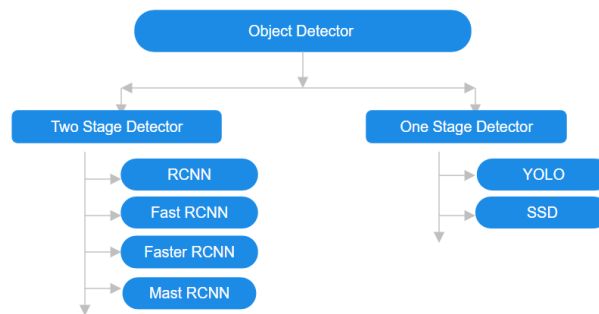 Object Detector
Two Stage Detector
One Stage Detector
RCNN
YOLO
Fast RCNN
SSD
Faster RCNN
Mast RCNN